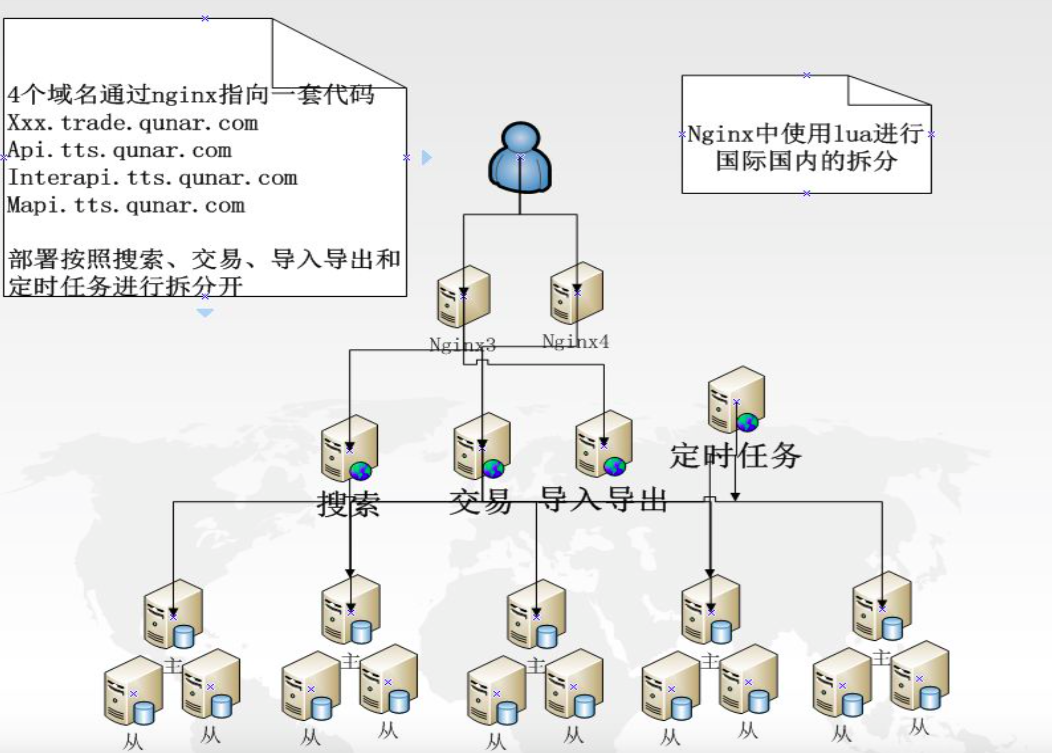 4个域名通过nginx指向一套代码
Xxx.trade.qunar.com
Api.tts.qunar.com
Interapi.tts.qunar.com
Mapi.tts.qunar.com
部署按照搜索、交易、导入导出和
定时任务进行拆分开
Nginx中使用lua进行
国际国内的拆分
Nginx3
Nginx4
定时任务
搜索
交易
导入导出
主
主
主
主
主
从
从
从
从
从
从
从
从
从
从